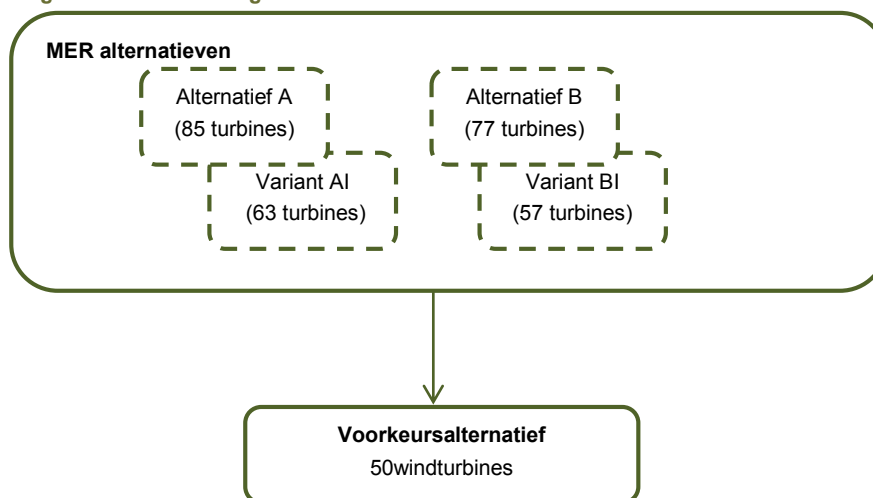 MER alternatieven
Alternatief A
(85 turbines)
Alternatief B
(77 turbines)
Variant AI
(63 turbines)
Variant BI
(57 turbines)
Voorkeursalternatief
50windturbines